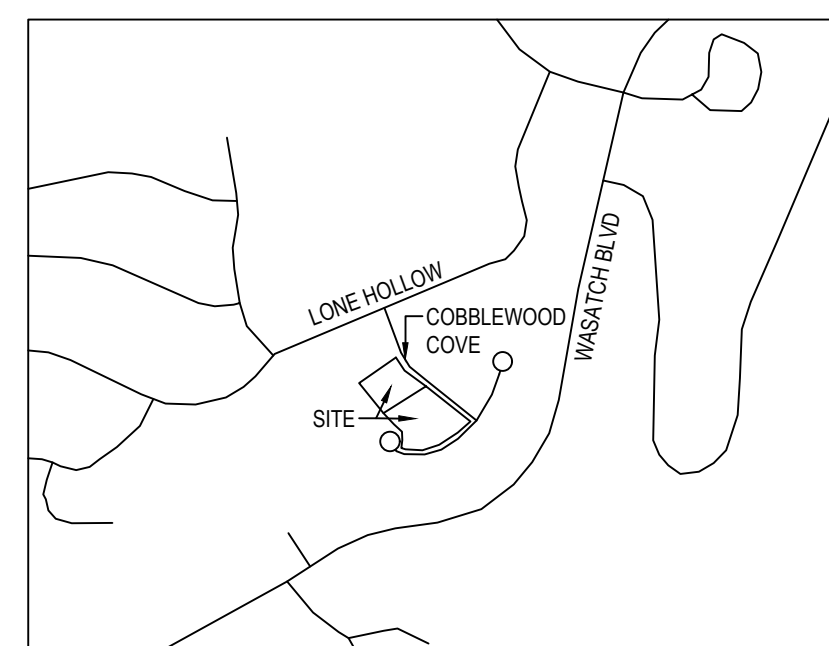 LONE HOLLOW
COBBLEWOOD
COVE
WASATCH BLVD
SITE